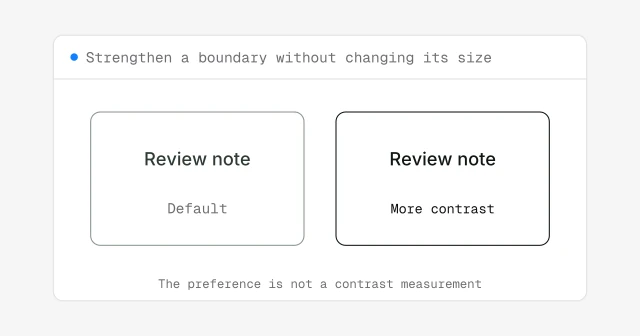 Strengthen a boundary without changing its size
Review note
Default
Review note
More contrast
The preference is not a contrast measurement